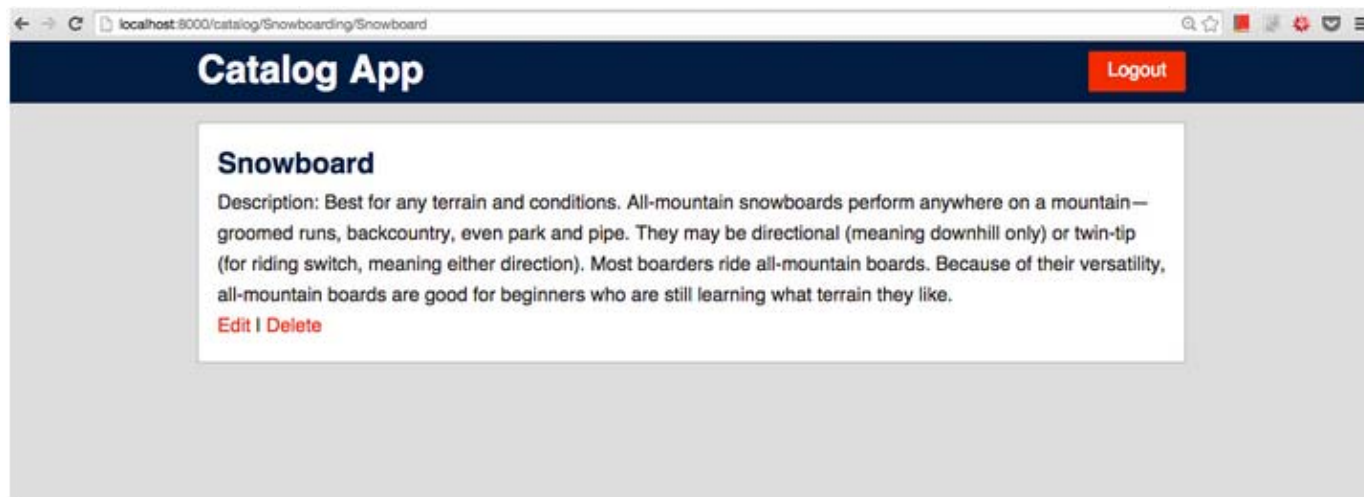 localhost:8000/catalog/Snowboarding/Snowboard
Catalog App
Logout
Snowboard
Description: Best for any terrain and conditions. All-mountain snowboards perform anywhere on a mountain—
groomed runs, backcountry, even park and pipe. They may be directional (meaning downhill only) or twin-tip
(for riding switch, meaning either direction). Most boarders ride all-mountain boards. Because of their versatility,
all-mountain boards are good for beginners who are still learning what terrain they like.
Edit | Delete